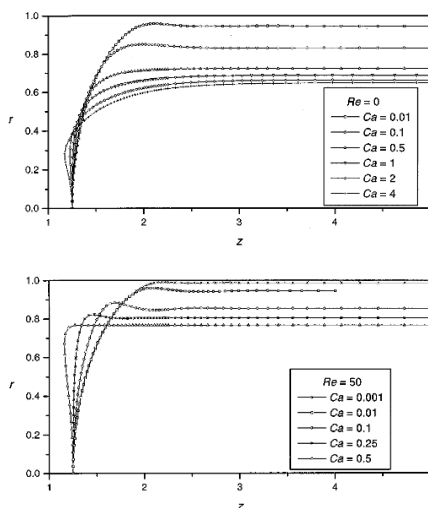 1.0
0.8
0.6
r
0.4
0.2
0.0
1 2 3 4
z
Re = 0
Ca = 0.01
Ca = 0.1
Ca = 0.5
Ca = 1
Ca = 2
Ca = 4
1.0
0.8
0.6
r
0.4
0.2
0.0
1 2 3 4
z
Re = 50
Ca = 0.001
Ca = 0.01
Ca = 0.1
Ca = 0.25
Ca = 0.5